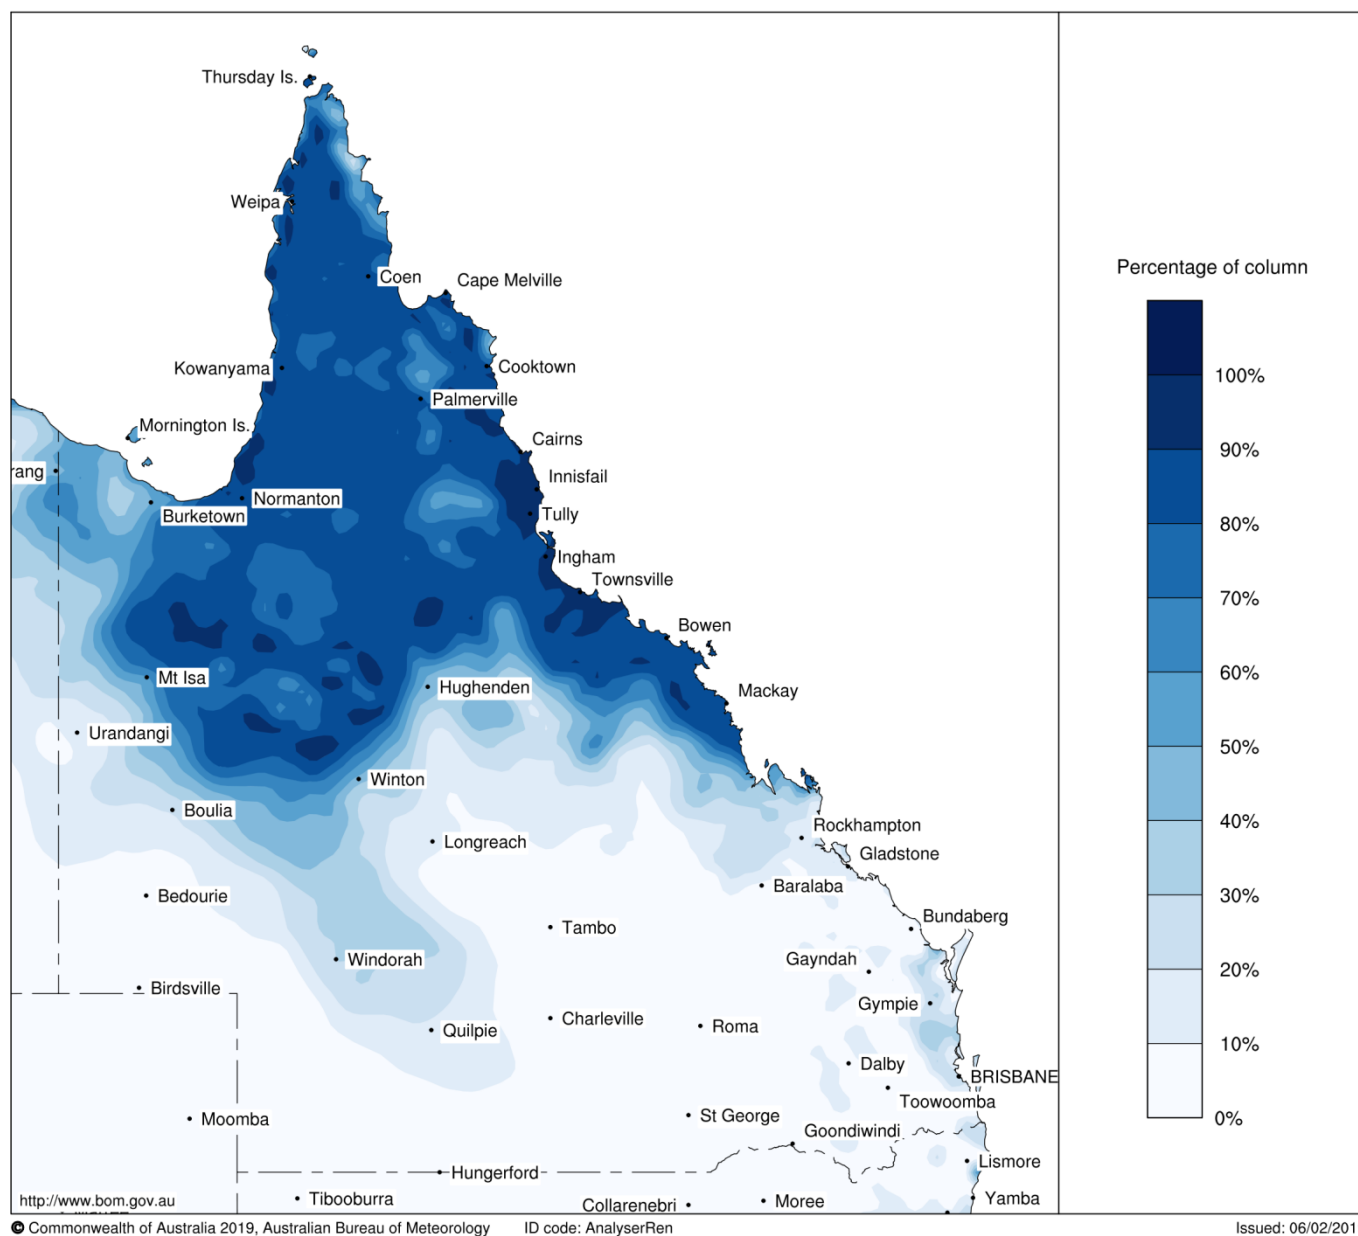 Thursday Is.
Weipa
Coen
Cape Melville
Kowanyama
Cooktown
Palmerville
Mornington Is.
Cairns
rang
Innisfail
Normanton
Burketown
Tully
Ingham
Townsville
Bowen
Mt Isa
Hughenden
Mackay
Urandangi
Winton
Boulia
Rockhampton
Longreach
Gladstone
Baralaba
Bedourie
Bundaberg
Tambo
Gayndah
Windorah
Birdsville
Gympie
Charleville
Quilpie
Roma
Dalby
BRISBANE
Toowoomba
Moomba
St George
Goondiwindi
Lismore
Hungerford
http://www.bom.gov.au
Tibooburra
Collarenebri
Moree
Yamba
Percentage of column
100%
90%
80%
70%
60%
50%
40%
30%
20%
10%
0%
© Commonwealth of Australia 2019, Australian Bureau of Meteorology
ID code: AnalyserRen
Issued: 06/02/201